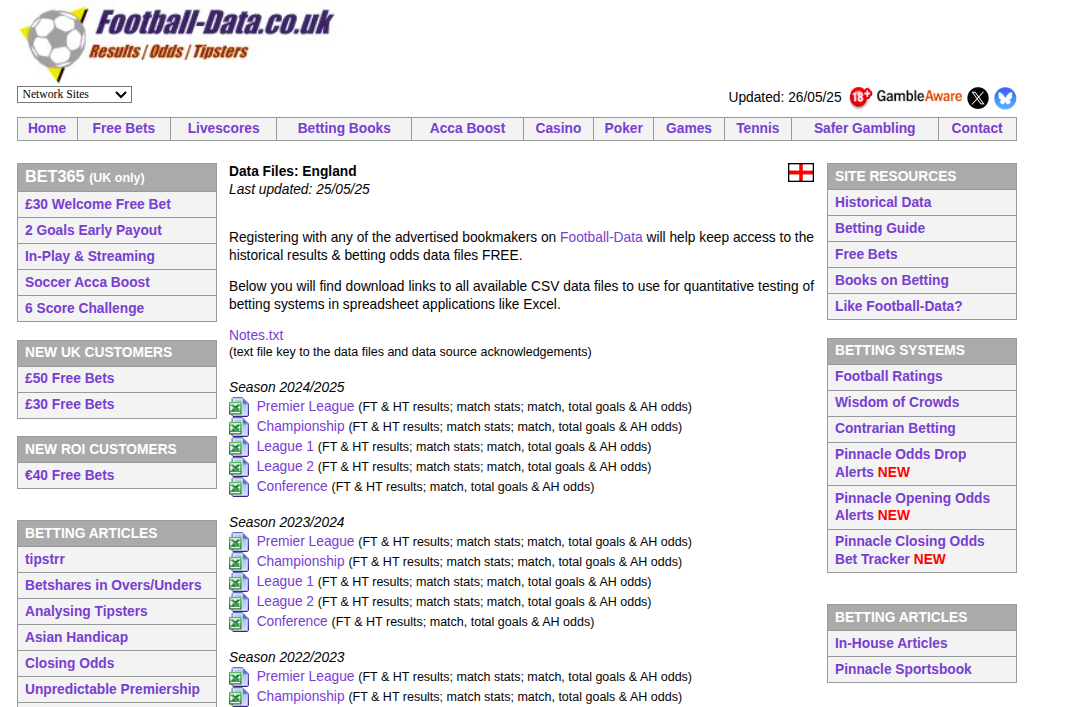 Football-Data.co.uk
Results / Odds / Tipsters
Network Sites
Updated: 26/05/25
18+ GambleAware
Home Free Bets Livescores Betting Books Acca Boost Casino Poker Games Tennis Safer Gambling Contact
BET365 (UK only)
£30 Welcome Free Bet
2 Goals Early Payout
In-Play & Streaming
Soccer Acca Boost
6 Score Challenge
NEW UK CUSTOMERS
£50 Free Bets
£30 Free Bets
NEW ROI CUSTOMERS
€40 Free Bets
BETTING ARTICLES
tipstrr
Betshares in Overs/Unders
Analysing Tipsters
Asian Handicap
Closing Odds
Unpredictable Premiership
Data Files: England
Last updated: 25/05/25
Registering with any of the advertised bookmakers on Football-Data will help keep access to the
historical results & betting odds data files FREE.
Below you will find download links to all available CSV data files to use for quantitative testing of
betting systems in spreadsheet applications like Excel.
Notes.txt
(text file key to the data files and data source acknowledgements)
Season 2024/2025
Premier League (FT & HT results; match stats; match, total goals & AH odds)
Championship (FT & HT results; match stats; match, total goals & AH odds)
League 1 (FT & HT results; match stats; match, total goals & AH odds)
League 2 (FT & HT results; match stats; match, total goals & AH odds)
Conference (FT & HT results; match, total goals & AH odds)
Season 2023/2024
Premier League (FT & HT results; match stats; match, total goals & AH odds)
Championship (FT & HT results; match stats; match, total goals & AH odds)
League 1 (FT & HT results; match stats; match, total goals & AH odds)
League 2 (FT & HT results; match stats; match, total goals & AH odds)
Conference (FT & HT results; match, total goals & AH odds)
Season 2022/2023
Premier League (FT & HT results; match stats; match, total goals & AH odds)
Championship (FT & HT results; match stats; match, total goals & AH odds)
SITE RESOURCES
Historical Data
Betting Guide
Free Bets
Books on Betting
Like Football-Data?
BETTING SYSTEMS
Football Ratings
Wisdom of Crowds
Contrarian Betting
Pinnacle Odds Drop
Alerts NEW
Pinnacle Opening Odds
Alerts NEW
Pinnacle Closing Odds
Bet Tracker NEW
BETTING ARTICLES
In-House Articles
Pinnacle Sportsbook